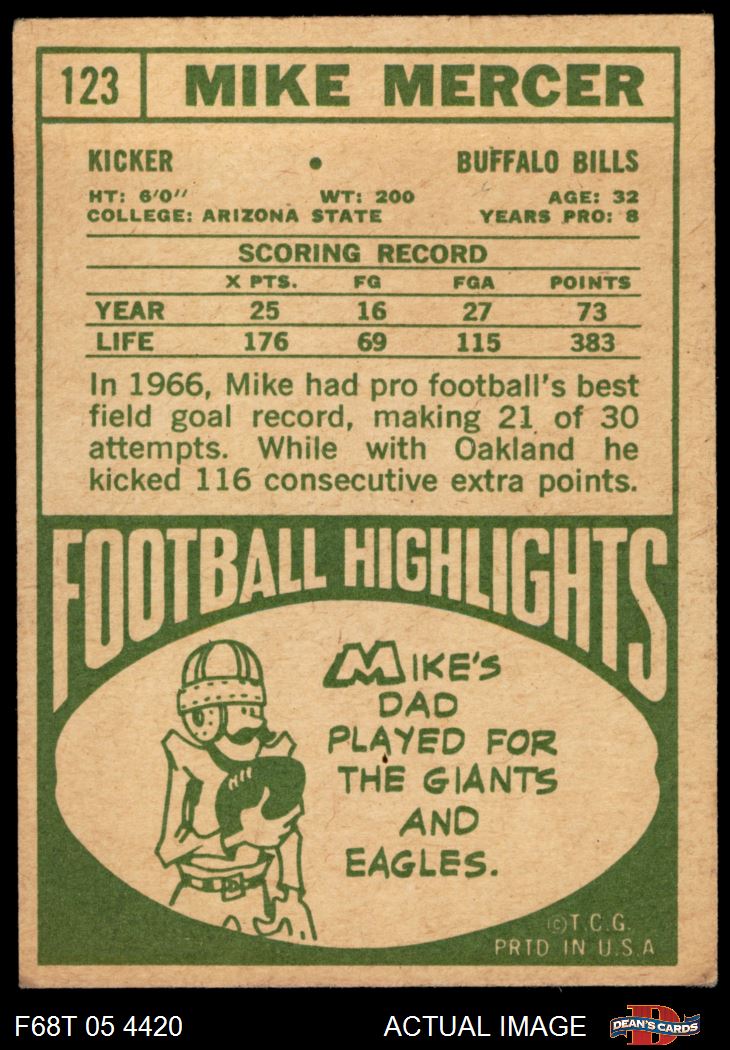 123 MIKE MERCER
KICKER • BUFFALO BILLS
HT: 6'0" WT: 200 AGE: 32
COLLEGE: ARIZONA STATE YEARS PRO: 8
SCORING RECORD
X PTS. FG FGA POINTS
YEAR 25 16 27 73
LIFE 176 69 115 383
In 1966, Mike had pro football's best
field goal record, making 21 of 30
attempts. While with Oakland he
kicked 116 consecutive extra points.
FOOTBALL HIGHLIGHTS
MIKE'S
DAD
PLAYED FOR
THE GIANTS
AND
EAGLES.
©T.C.G.
PRTD IN U.S.A
F68T 05 4420 ACTUAL IMAGE D DEAN'S CARDS